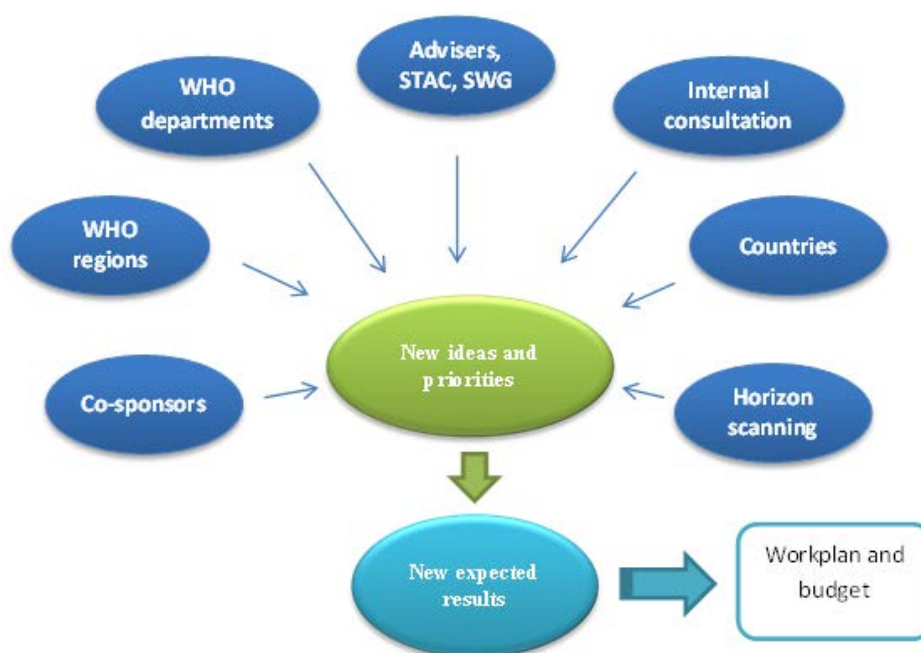 Advisers,
STAC, SWG
WHO
departments
Internal
consultation
WHO
regions
Countries
New ideas and
priorities
Co-sponsors
Horizon
scanning
New expected
results
Workplan and
budget